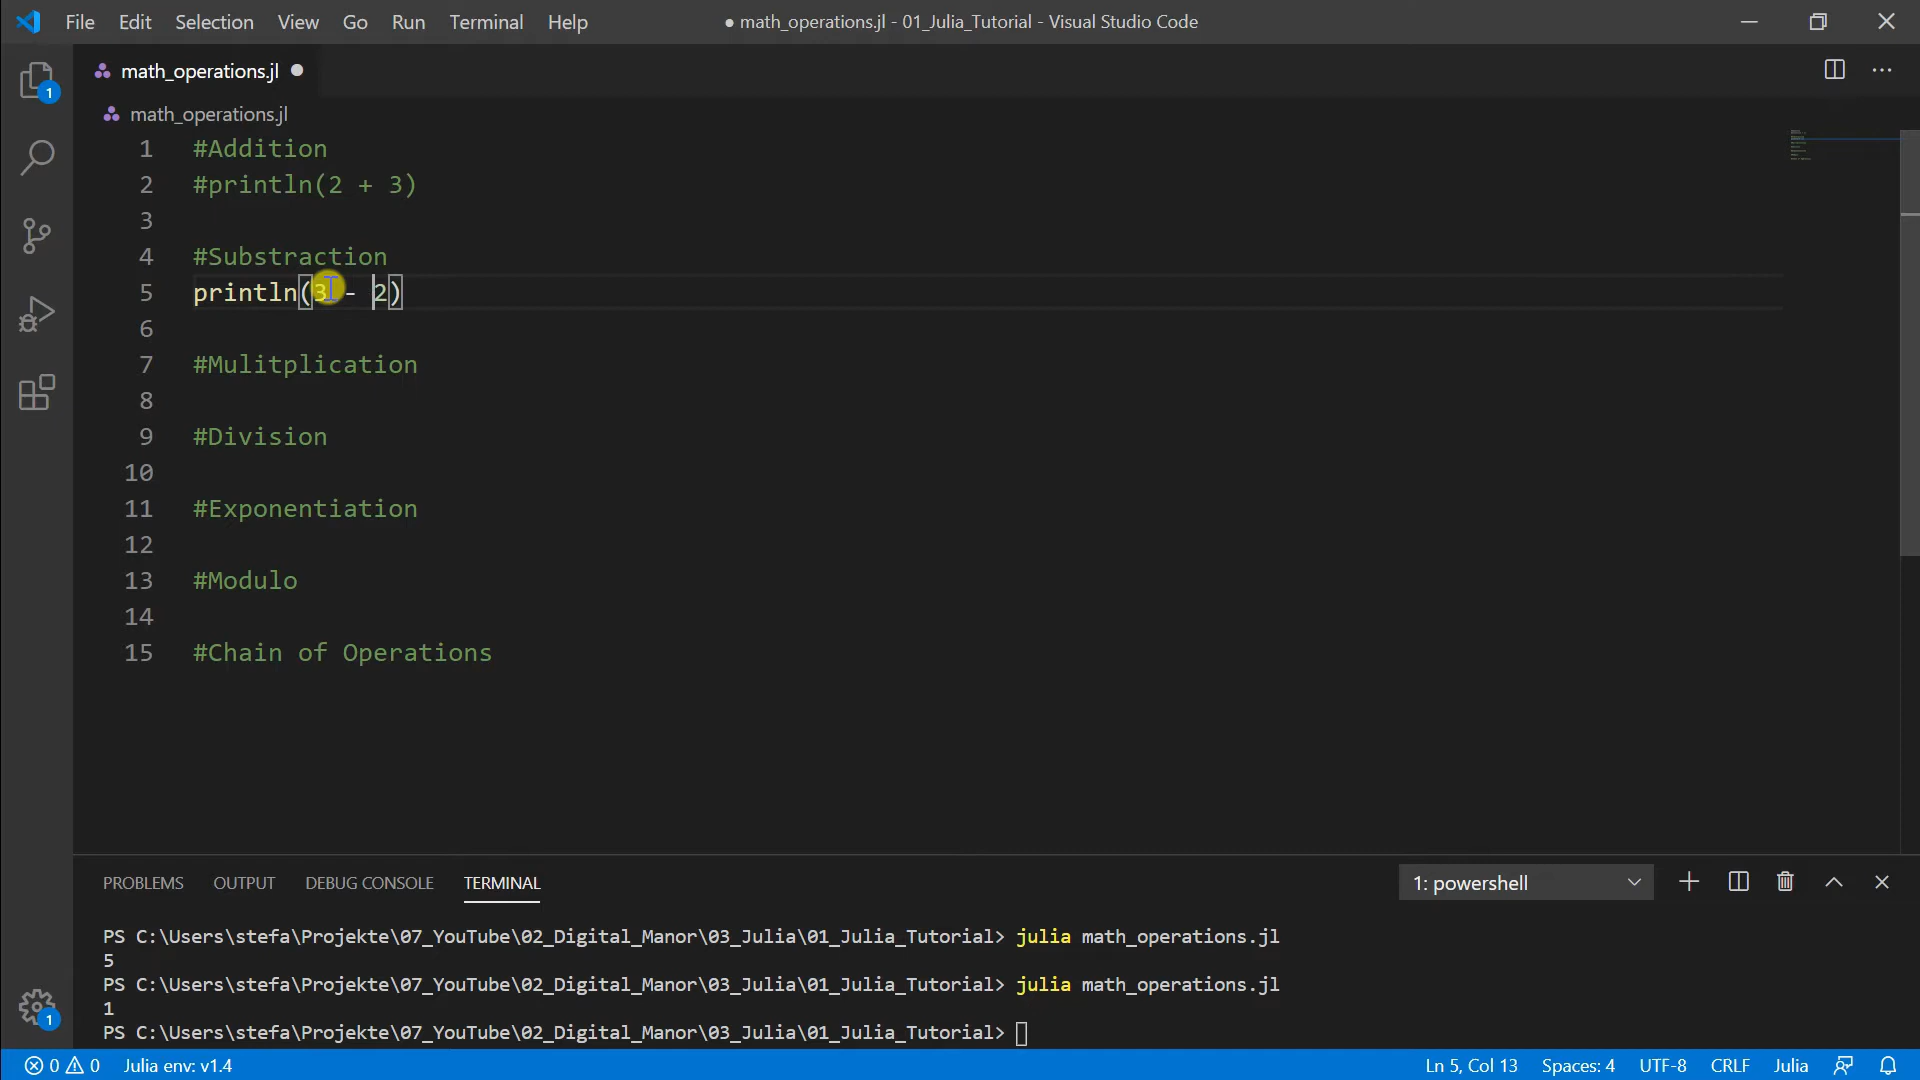 File Edit Selection View Go Run Terminal Help
● math_operations.jl - 01_Julia_Tutorial - Visual Studio Code
math_operations.jl ●
math_operations.jl
1 #Addition
2 #println(2 + 3)
3
4 #Substraction
5 println(3 - 2)
6
7 #Mulitplication
8
9 #Division
10
11 #Exponentiation
12
13 #Modulo
14
15 #Chain of Operations
1
1
PROBLEMS OUTPUT DEBUG CONSOLE TERMINAL 1: powershell
PS C:\Users\stefa\Projekte\07_YouTube\02_Digital_Manor\03_Julia\01_Julia_Tutorial> julia math_operations.jl
5
PS C:\Users\stefa\Projekte\07_YouTube\02_Digital_Manor\03_Julia\01_Julia_Tutorial> julia math_operations.jl
1
PS C:\Users\stefa\Projekte\07_YouTube\02_Digital_Manor\03_Julia\01_Julia_Tutorial>
0 0 Julia env: v1.4 Ln 5, Col 13 Spaces: 4 UTF-8 CRLF Julia